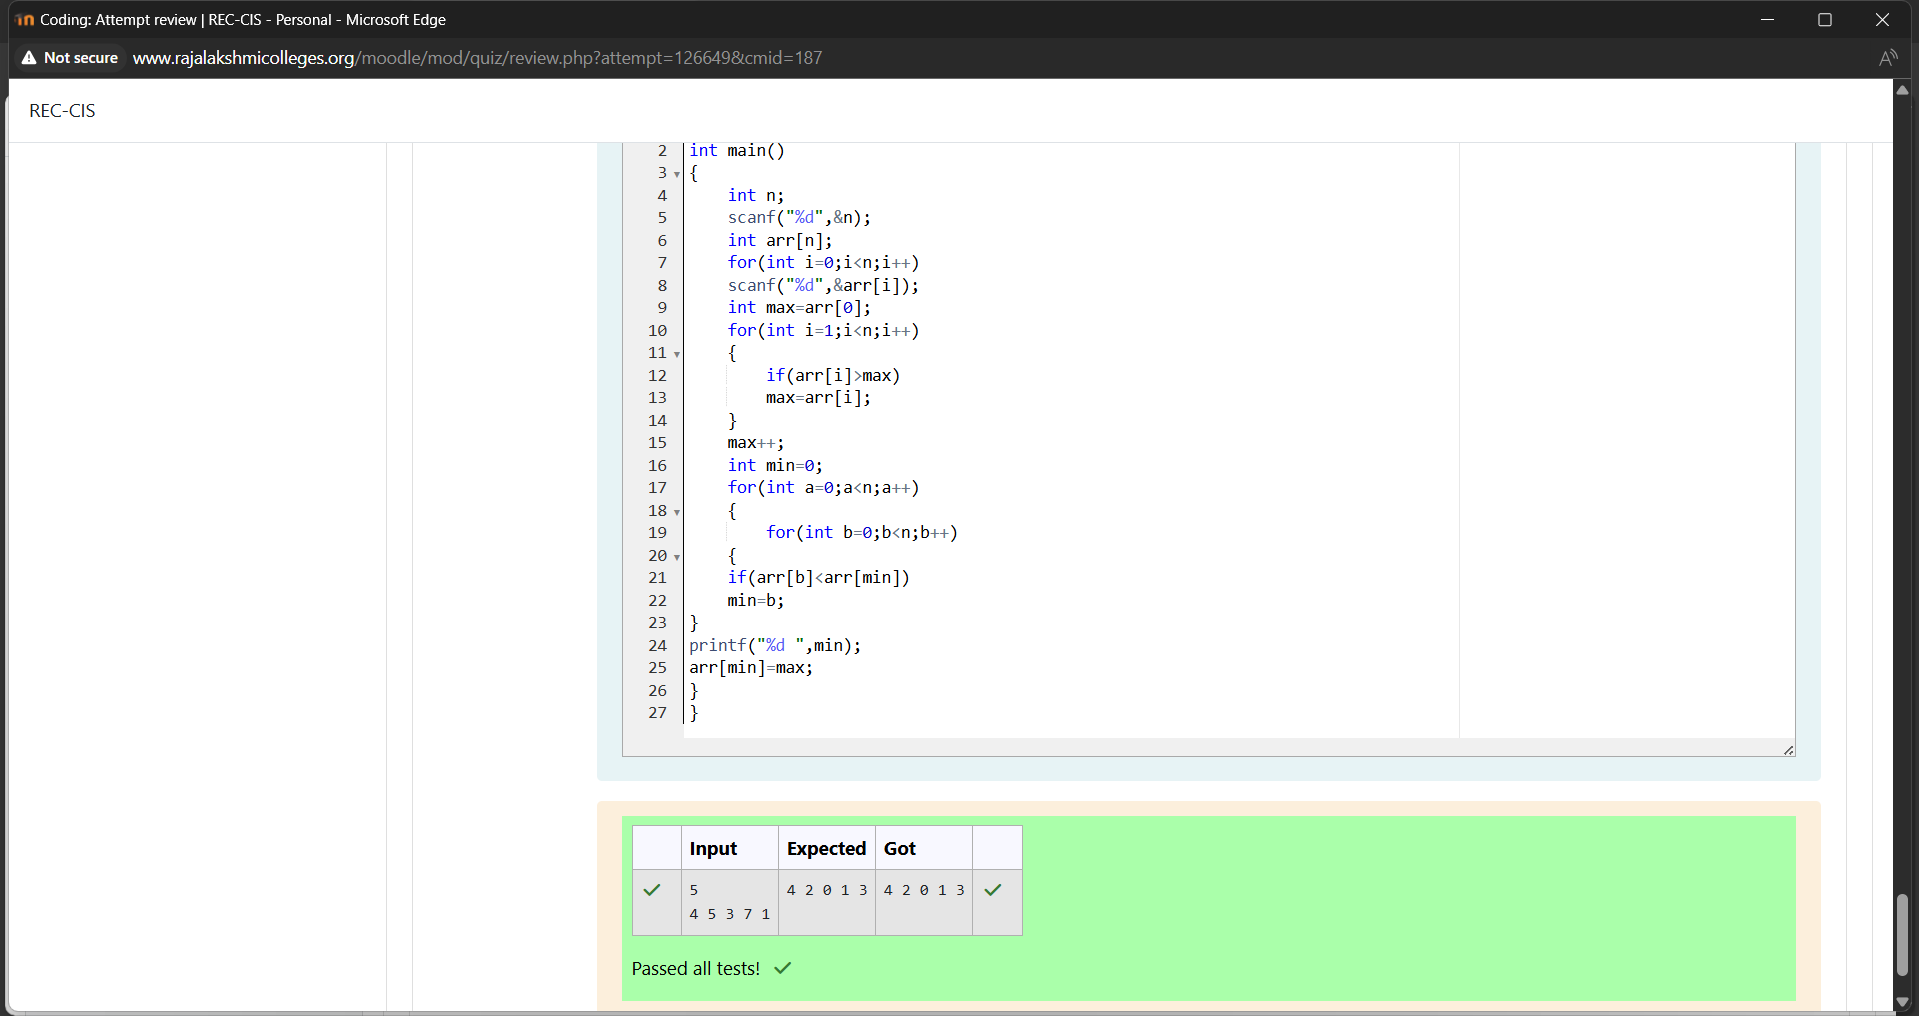 Coding: Attempt review | REC-CIS - Personal - Microsoft Edge
Not secure www.rajalakshmicolleges.org/moodle/mod/quiz/review.php?attempt=126649&cmid=187
REC-CIS
2 int main()
3 {
4     int n;
5     scanf("%d",&n);
6     int arr[n];
7     for(int i=0;i<n;i++)
8     scanf("%d",&arr[i]);
9     int max=arr[0];
10     for(int i=1;i<n;i++)
11     {
12         if(arr[i]>max)
13         max=arr[i];
14     }
15     max++;
16     int min=0;
17     for(int a=0;a<n;a++)
18     {
19         for(int b=0;b<n;b++)
20     {
21     if(arr[b]<arr[min])
22     min=b;
23 }
24 printf("%d ",min);
25 arr[min]=max;
26 }
27 }
Input Expected Got
5 4 2 0 1 3 4 2 0 1 3
4 5 3 7 1
Passed all tests!